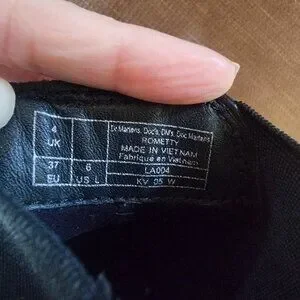 4
UK
37
EU
6
US L
Dr.Martens, Doc's, DM's, Doc Martens
ROMETTY
MADE IN VIETNAM
Fabriqué en Vietnam
LA004
KV 05 W